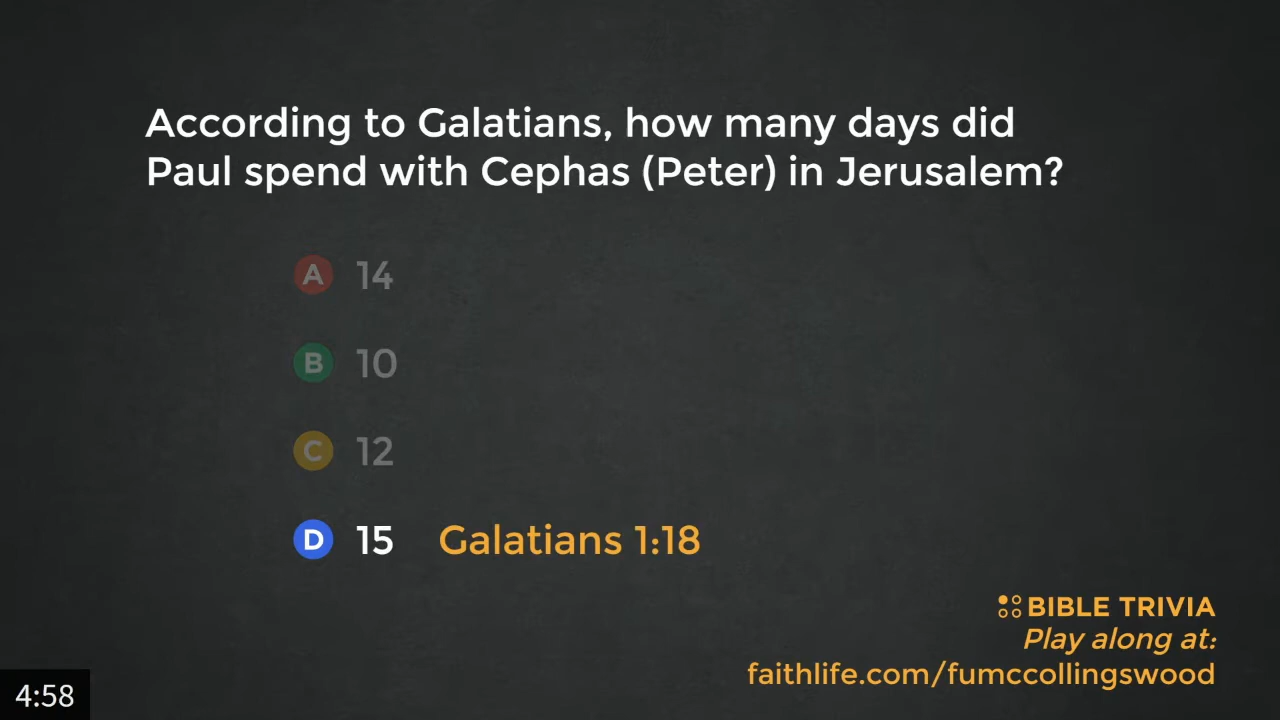 According to Galatians, how many days did
Paul spend with Cephas (Peter) in Jerusalem?
A 14
B 10
C 12
D 15 Galatians 1:18
BIBLE TRIVIA
Play along at:
faithlife.com/fumccollingswood
4:58